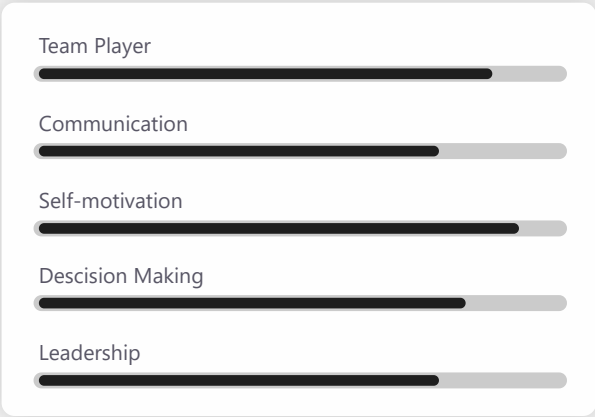 Team Player
Communication
Self-motivation
Descision Making
Leadership